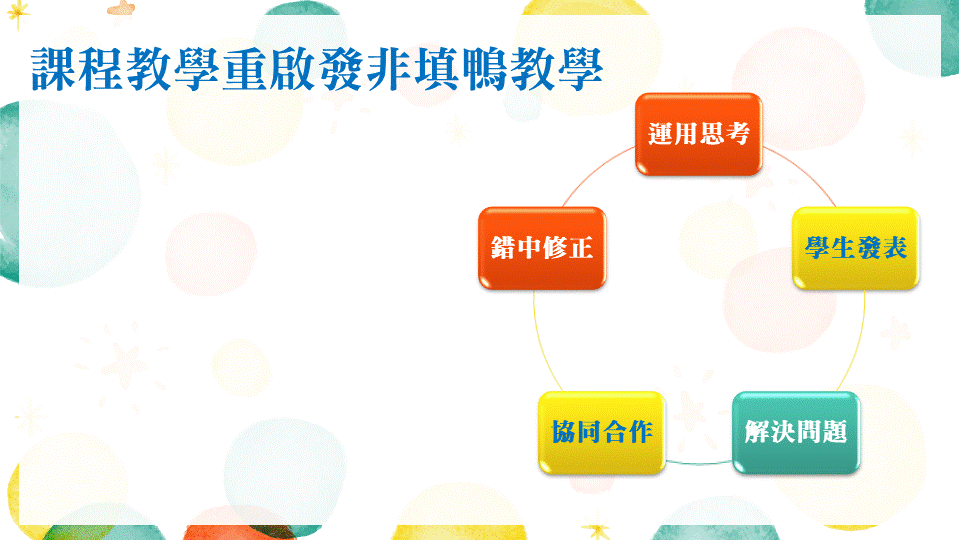 課程教學重啟發非填鴨教學
運用思考
錯中修正
學生發表
協同合作
解決問題